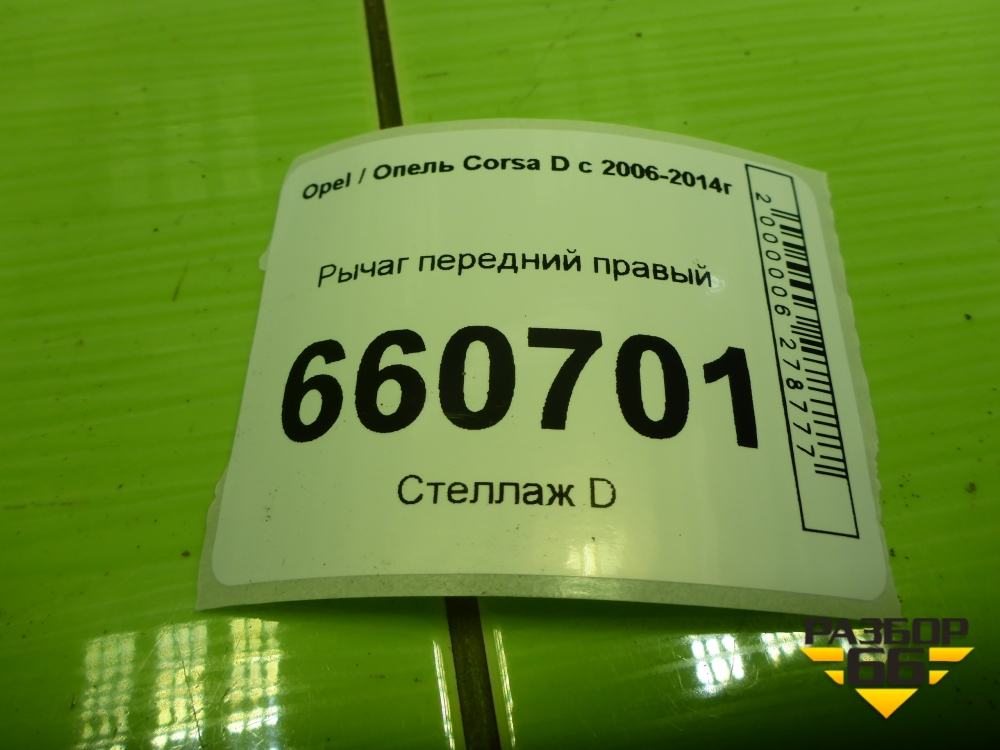 Opel / Опель Corsa D с 2006-2014г
Рычаг передний правый
660701
Стеллаж D
2000006278777
РАЗБОР
66